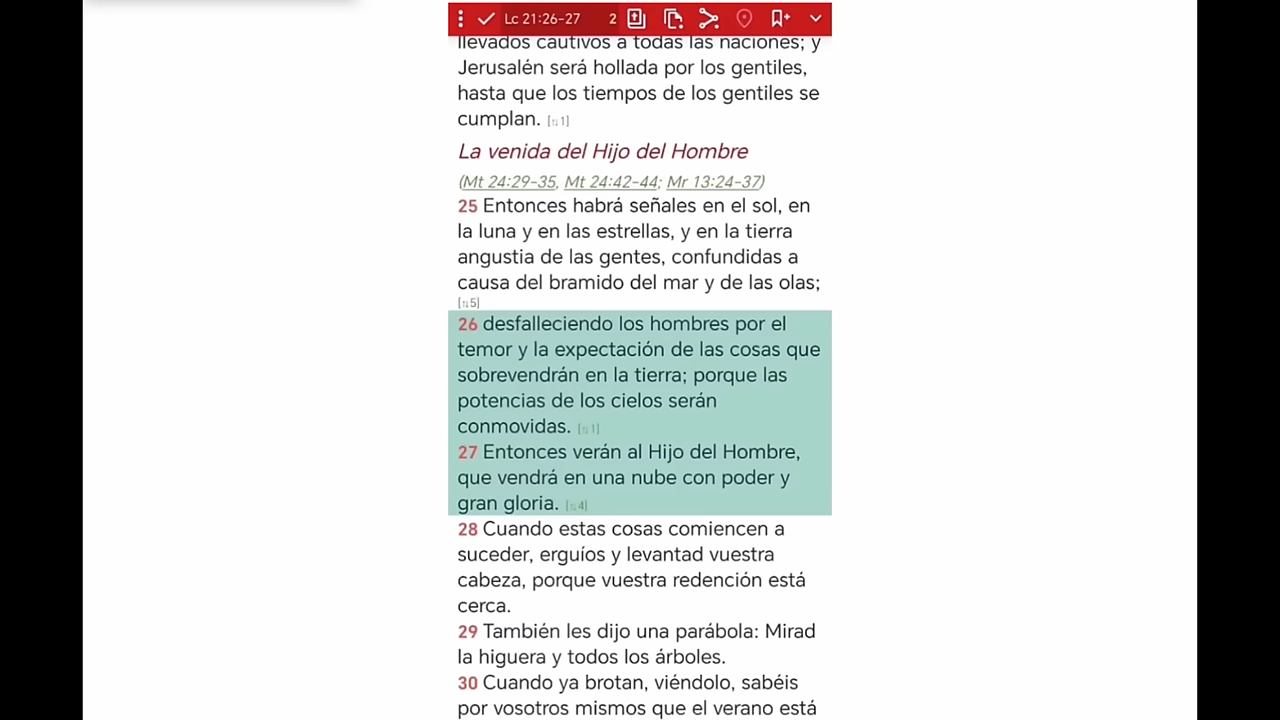 Lc 21:26-27 2
llevados cautivos a todas las naciones; y
Jerusalén será hollada por los gentiles,
hasta que los tiempos de los gentiles se
cumplan. [↑↓1]
La venida del Hijo del Hombre
(Mt 24:29-35, Mt 24:42-44; Mr 13:24-37)
25 Entonces habrá señales en el sol, en
la luna y en las estrellas, y en la tierra
angustia de las gentes, confundidas a
causa del bramido del mar y de las olas;
[↑↓5]
26 desfalleciendo los hombres por el
temor y la expectación de las cosas que
sobrevendrán en la tierra; porque las
potencias de los cielos serán
conmovidas. [↑↓1]
27 Entonces verán al Hijo del Hombre,
que vendrá en una nube con poder y
gran gloria. [↑↓4]
28 Cuando estas cosas comiencen a
suceder, erguíos y levantad vuestra
cabeza, porque vuestra redención está
cerca.
29 También les dijo una parábola: Mirad
la higuera y todos los árboles.
30 Cuando ya brotan, viéndolo, sabéis
por vosotros mismos que el verano está